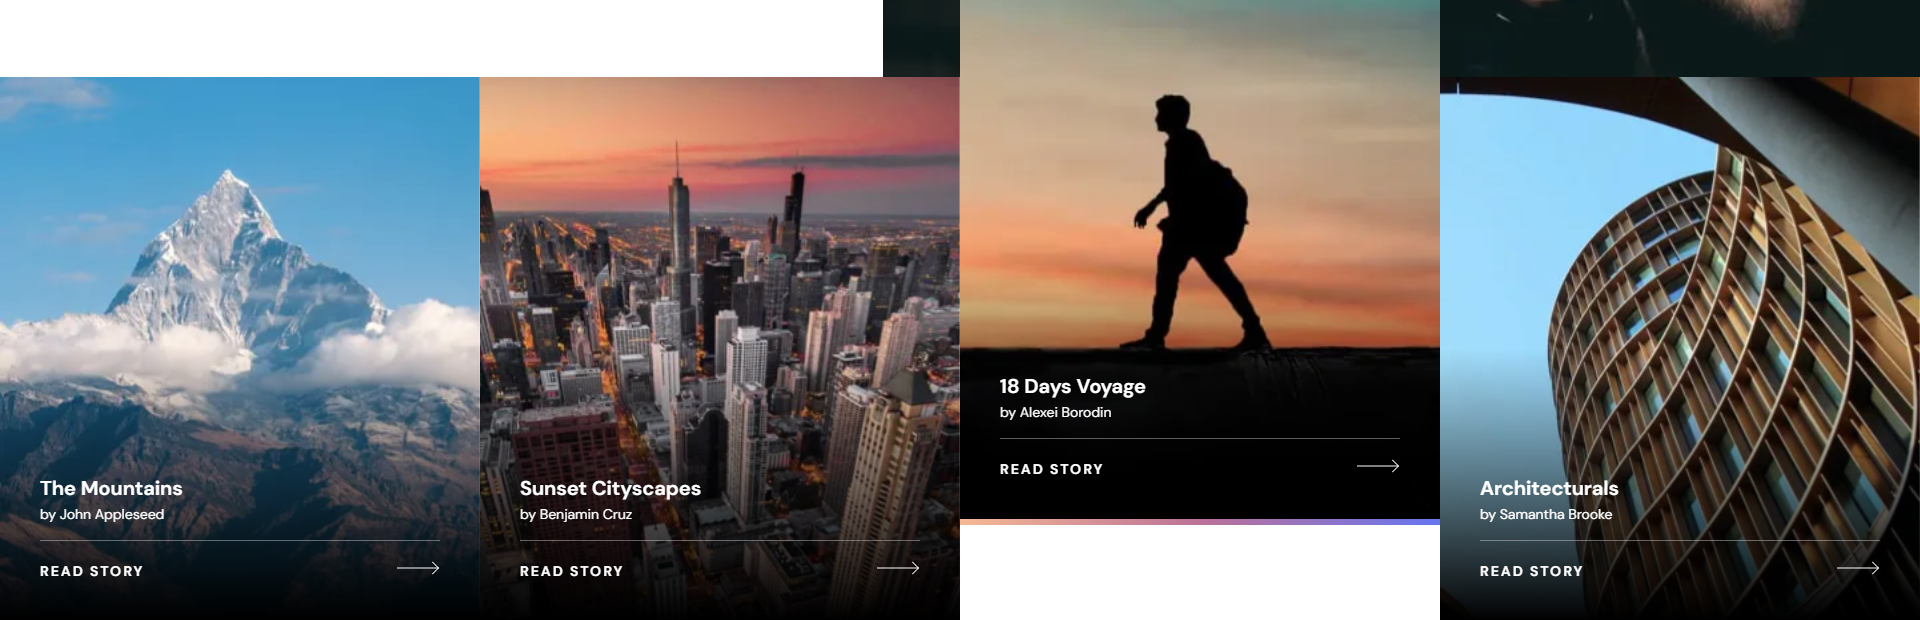 The Mountains
by John Appleseed
READ STORY
Sunset Cityscapes
by Benjamin Cruz
READ STORY
18 Days Voyage
by Alexei Borodin
READ STORY
Architecturals
by Samantha Brooke
READ STORY